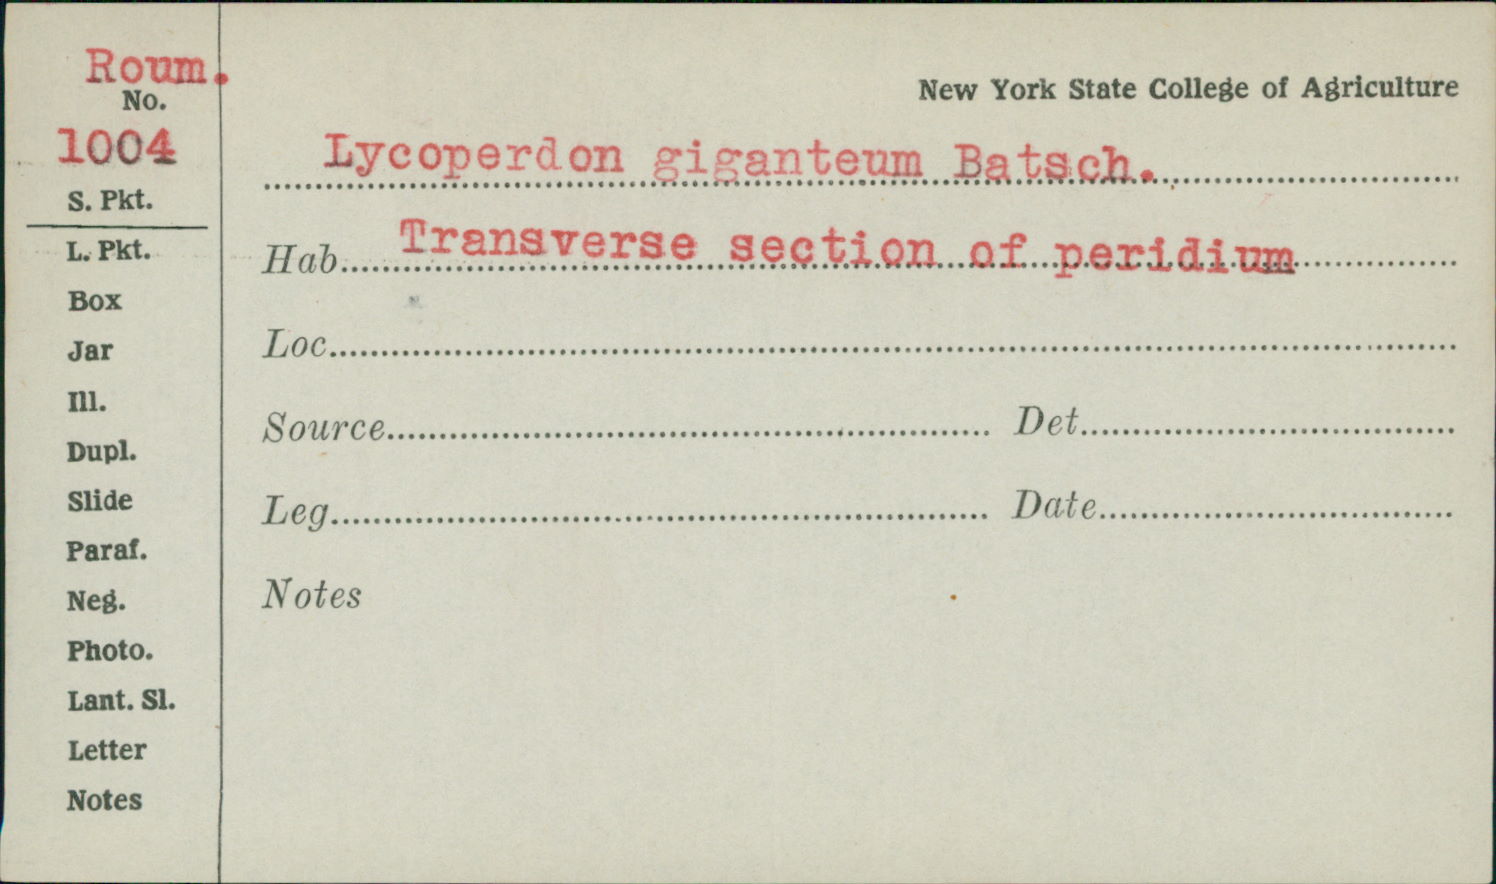 Roum.
No.
1004
S. Pkt.
L. Pkt.
Box
Jar
Ill.
Dupl.
Slide
Paraf.
Neg.
Photo.
Lant. Sl.
Letter
Notes
New York State College of Agriculture
Lycoperdon giganteum Batsch.
Hab. Transverse section of peridium
Loc.
Source Det.
Leg. Date
Notes